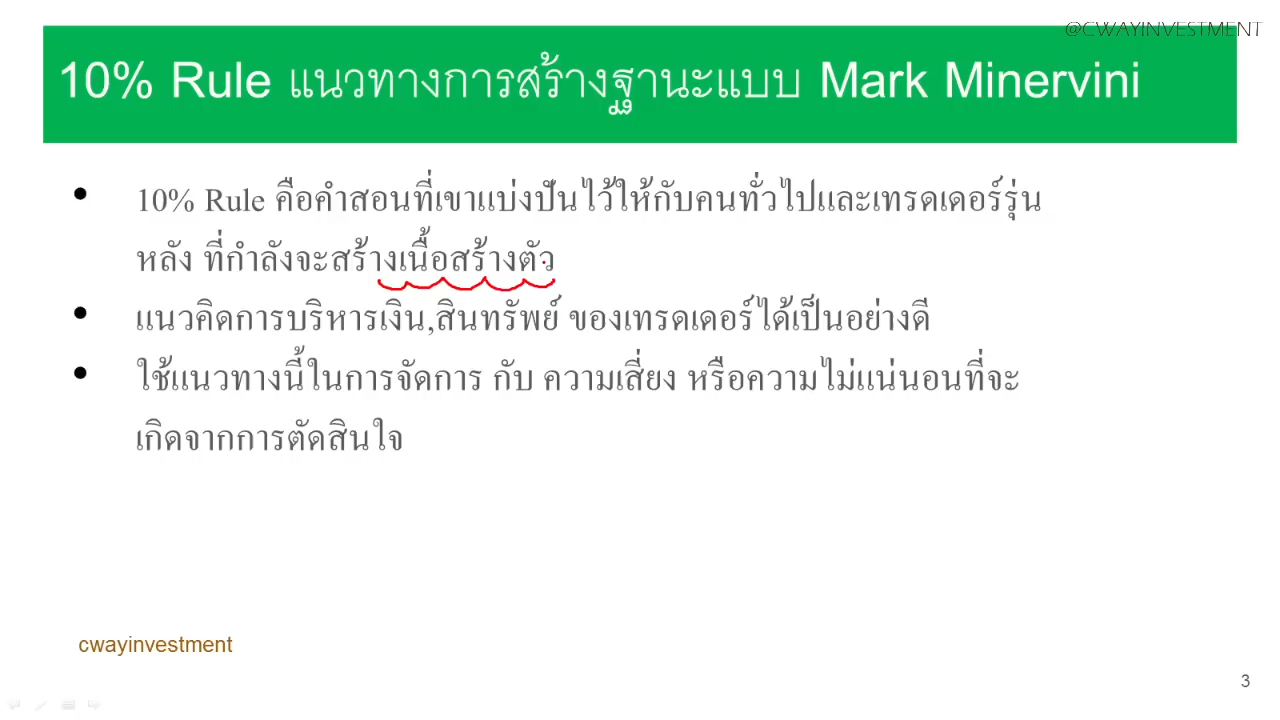 @CWAYINVESTMENT
10% Rule แนวทางการสร้างฐานะแบบ Mark Minervini
• 10% Rule คือคำสอนที่เขาแบ่งปันไว้ให้กับคนทั่วไปและเทรดเดอร์รุ่น
หลัง ที่กำลังจะสร้างเนื้อสร้างตัว
• แนวคิดการบริหารเงิน,สินทรัพย์ ของเทรดเดอร์ได้เป็นอย่างดี
• ใช้แนวทางนี้ในการจัดการ กับ ความเสี่ยง หรือความไม่แน่นอนที่จะ
เกิดจากการตัดสินใจ
cwayinvestment
3